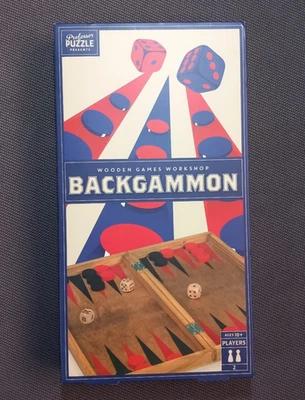 Professor
PUZZLE
PRESENTS
WOODEN GAMES WORKSHOP
BACKGAMMON
AGES 10+
PLAYERS
2